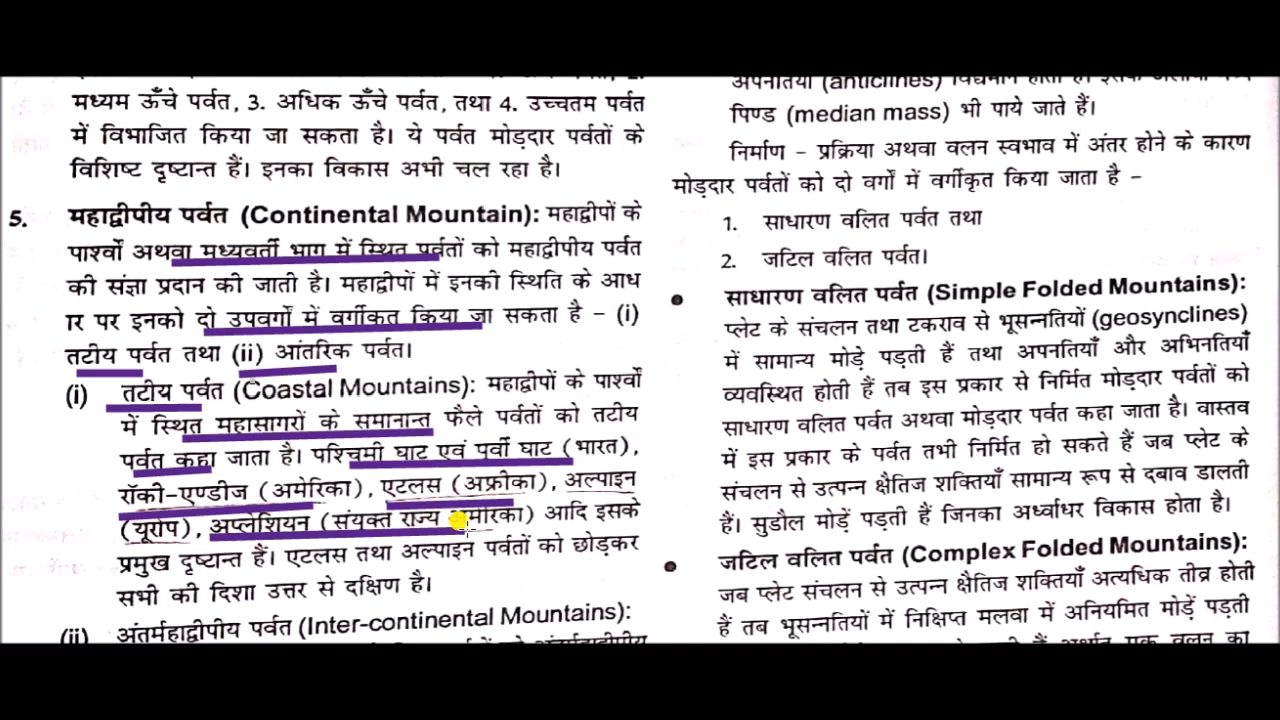 मध्यम ऊँचे पर्वत, 3. अधिक ऊँचे पर्वत, तथा 4. उच्चतम पर्वत
में विभाजित किया जा सकता है। ये पर्वत मोड़दार पर्वतों के
विशिष्ट दृष्टान्त हैं। इनका विकास अभी चल रहा है।
5. महाद्वीपीय पर्वत (Continental Mountain): महाद्वीपों के
पार्श्वों अथवा मध्यवर्ती भाग में स्थित पर्वतों को महाद्वीपीय पर्वत
की संज्ञा प्रदान की जाती है। महाद्वीपों में इनकी स्थिति के आध
ार पर इनको दो उपवर्गों में वर्गीकृत किया जा सकता है – (i)
तटीय पर्वत तथा (ii) आंतरिक पर्वत।
(i) तटीय पर्वत (Coastal Mountains): महाद्वीपों के पार्श्वों
में स्थित महासागरों के समानान्त फैले पर्वतों को तटीय
पर्वत कहा जाता है। पश्चिमी घाट एवं पूर्वी घाट (भारत),
रॉकी-एण्डीज (अमेरिका), एटलस (अफ्रीका), अल्पाइन
(यूरोप), अप्लेशियन (संयुक्त राज्य अमेरिका) आदि इसके
प्रमुख दृष्टान्त हैं। एटलस तथा अल्पाइन पर्वतों को छोड़कर
सभी की दिशा उत्तर से दक्षिण है।
(ii) अंतर्महाद्वीपीय पर्वत (Inter-continental Mountains):
अपनतियाँ (anticlines) विद्यमान होती हैं। इसके अलावा मध्य
पिण्ड (median mass) भी पाये जाते हैं।
निर्माण – प्रक्रिया अथवा वलन स्वभाव में अंतर होने के कारण
मोड़दार पर्वतों को दो वर्गों में वर्गीकृत किया जाता है –
1. साधारण वलित पर्वत तथा
2. जटिल वलित पर्वत।
● साधारण वलित पर्वत (Simple Folded Mountains):
प्लेट के संचलन तथा टकराव से भूसन्नतियों (geosynclines)
में सामान्य मोड़े पड़ती हैं तथा अपनतियाँ और अभिनतियाँ
व्यवस्थित होती हैं तब इस प्रकार से निर्मित मोड़दार पर्वतों को
साधारण वलित पर्वत अथवा मोड़दार पर्वत कहा जाता है। वास्तव
में इस प्रकार के पर्वत तभी निर्मित हो सकते हैं जब प्लेट के
संचलन से उत्पन्न क्षैतिज शक्तियाँ सामान्य रूप से दबाव डालती
हैं। सुडौल मोड़ें पड़ती हैं जिनका अर्ध्वाधर विकास होता है।
● जटिल वलित पर्वत (Complex Folded Mountains):
जब प्लेट संचलन से उत्पन्न क्षैतिज शक्तियाँ अत्यधिक तीव्र होती
हैं तब भूसन्नतियों में निक्षिप्त मलवा में अनियमित मोड़ें पड़ती